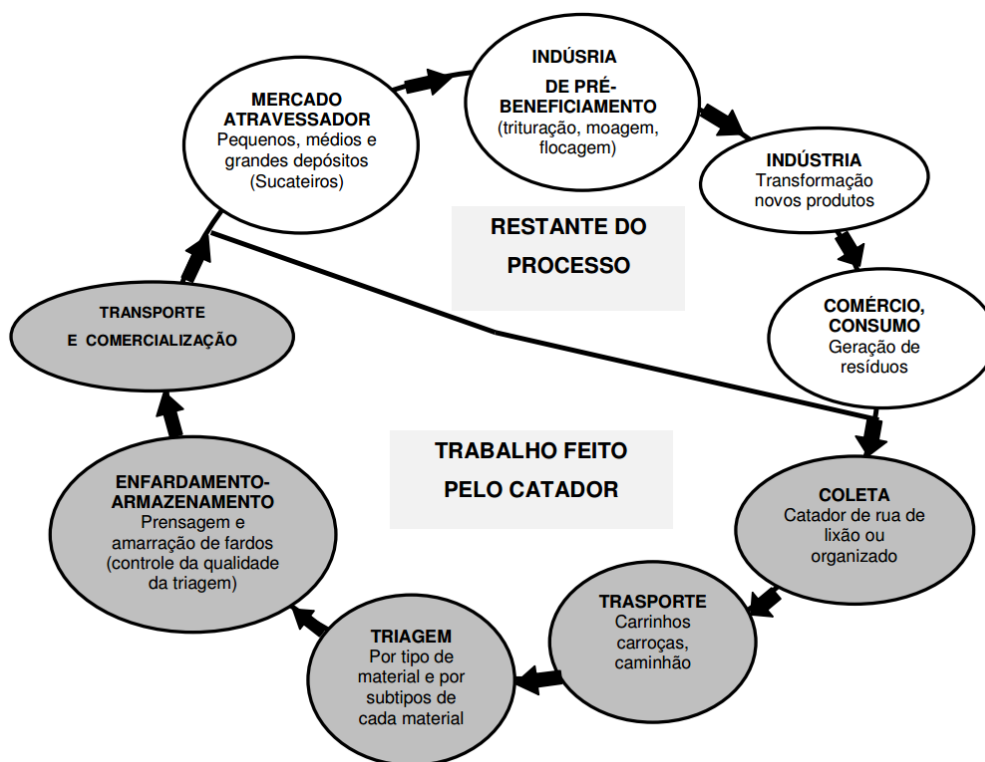 INDÚSRIA
DE PRÉ-
BENEFICIAMENTO
(trituração, moagem,
flocagem)
MERCADO
ATRAVESSADOR
Pequenos, médios e
grandes depósitos
(Sucateiros)
INDÚSTRIA
Transformação
novos produtos
RESTANTE DO
PROCESSO
COMÉRCIO,
CONSUMO
Geração de
resíduos
TRANSPORTE
E COMERCIALIZAÇÃO
TRABALHO FEITO
PELO CATADOR
ENFARDAMENTO-
ARMAZENAMENTO
Prensagem e
amarração de fardos
(controle da qualidade
da triagem)
COLETA
Catador de rua de
lixão ou
organizado
TRASPORTE
Carrinhos
carroças,
caminhão
TRIAGEM
Por tipo de
material e por
subtipos de
cada material